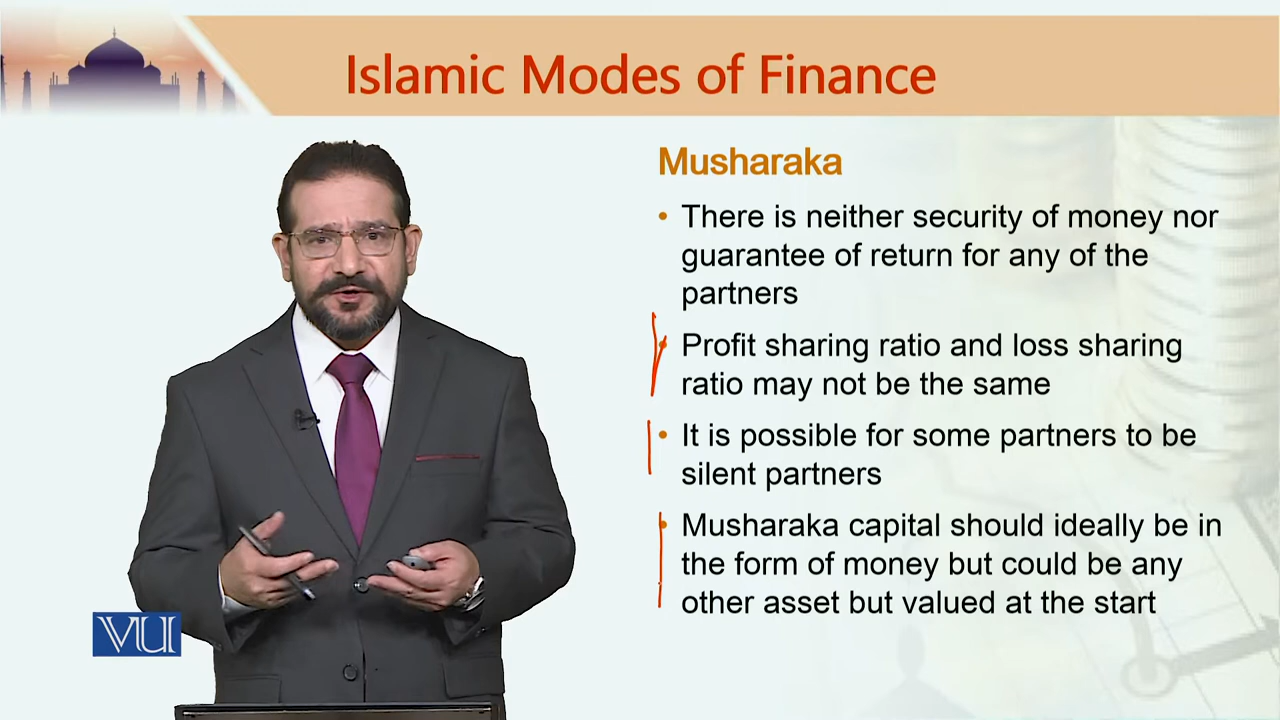 Islamic Modes of Finance
Musharaka
• There is neither security of money nor
guarantee of return for any of the
partners
• Profit sharing ratio and loss sharing
ratio may not be the same
• It is possible for some partners to be
silent partners
• Musharaka capital should ideally be in
the form of money but could be any
other asset but valued at the start
VU